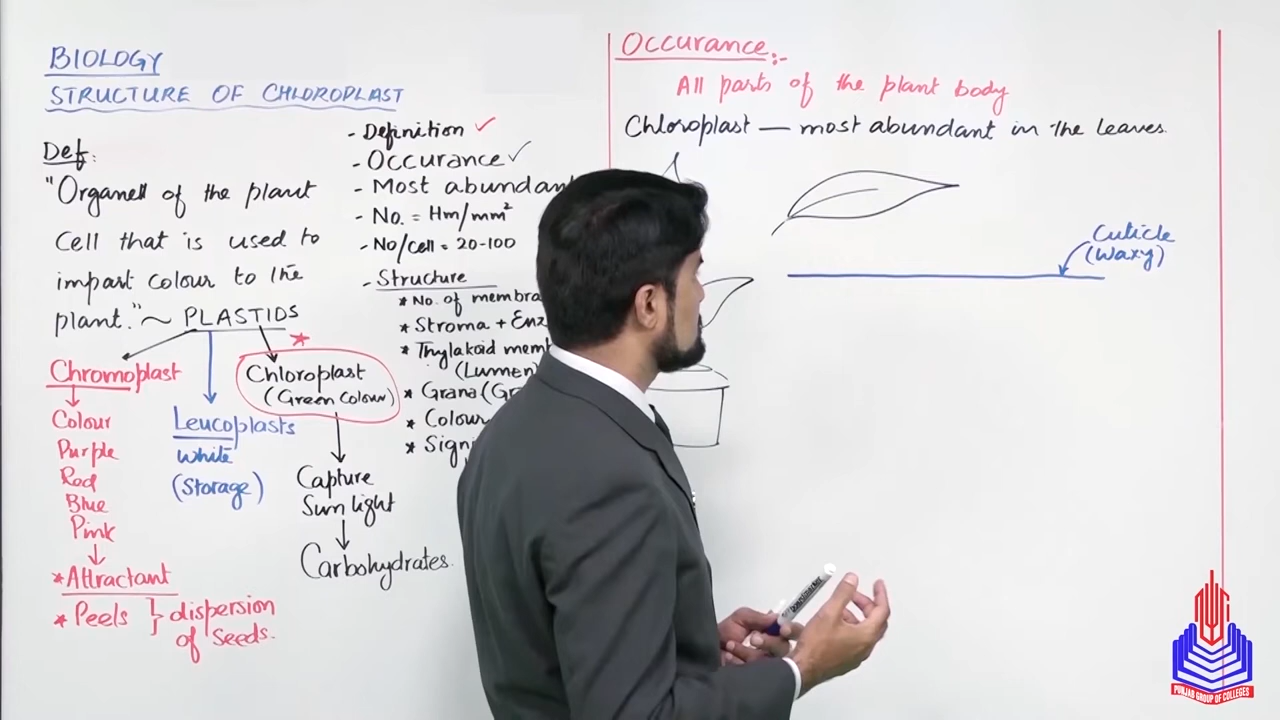 BIOLOGY
STRUCTURE OF CHLOROPLAST
Def:
"Organell of the plant
Cell that is used to
impart colour to the
plant."~ PLASTIDS
Chromoplast
Colour
Purple
Red
Blue
Pink
*Attractant
* Peels } dispersion
of Seeds.
Leucoplasts
White
(Storage)
*
Chloroplast
(Green Colour)
Capture
Sun light
Carbohydrates.
- Definition ✓
- Occurance ✓
- Most abundant
- No. = Hm/mm²
- No/cell = 20-100
- Structure
* No. of membra
* Stroma + Enz
* Thylakoid mem
(Lumen)
* Grana (Gr
* Colour
* Sign
Occurance:-
All parts of the plant body
Chloroplast — most abundant in the leaves.
Cuticle
(Waxy)
PUNJAB GROUP OF COLLEGES